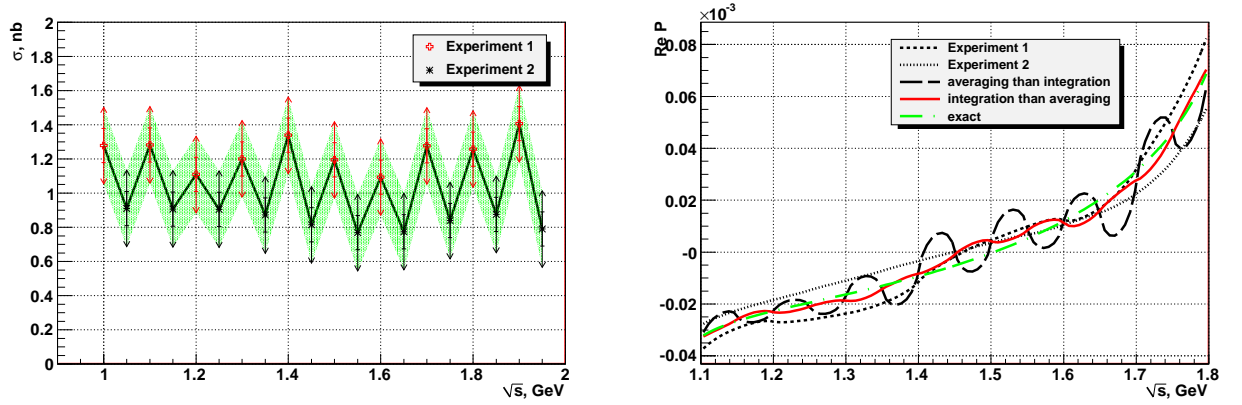 σ, nb
2
1.8
1.6
1.4
1.2
1
0.8
0.6
0.4
0.2
0
Experiment 1
Experiment 2
1 1.2 1.4 1.6 1.8 2
√s, GeV
×10⁻³
Re P
0.08
0.06
0.04
0.02
-0
-0.02
-0.04
Experiment 1
Experiment 2
averaging than integration
integration than averaging
exact
1.1 1.2 1.3 1.4 1.5 1.6 1.7 1.8
√s, GeV